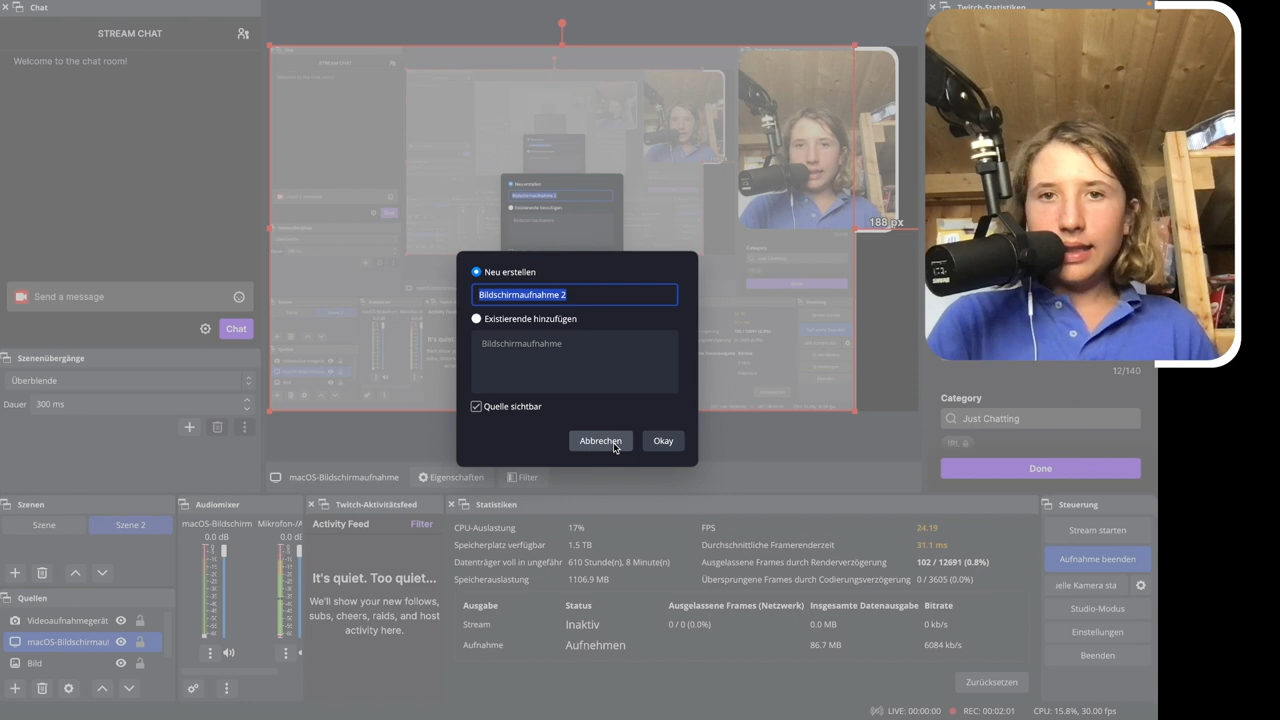 Chat
STREAM CHAT
Welcome to the chat room!
Send a message
Chat
Szenenübergänge
Überblende
Dauer 300 ms
Neu erstellen
Bildschirmaufnahme 2
188 px
Neu erstellen
Bildschirmaufnahme 2
Existierende hinzufügen
Bildschirmaufnahme
Quelle sichtbar
Abbrechen Okay
macOS-Bildschirmaufnahme Eigenschaften Filter
Twitch-Statistiken
SHURE
12/140
Category
Just Chatting
IRL
Done
Szenen
Szene Szene 2
Quellen
Videoaufnahmegerät
macOS-Bildschirmau
Bild
Audiomixer
macOS-Bildschirm Mikrofon-/A
0.0 dB 0.0 dB
Twitch-Aktivitätsfeed
Activity Feed Filter
It's quiet. Too quiet...
We'll show your new follows,
subs, cheers, raids, and host
activity here.
Statistiken
CPU-Auslastung 17% FPS 24.19
Speicherplatz verfügbar 1.5 TB Durchschnittliche Framerenderzeit 31.1 ms
Datenträger voll in ungefähr 610 Stunde(n), 8 Minute(n) Ausgelassene Frames durch Renderverzögerung 102 / 12691 (0.8%)
Speicherauslastung 1106.9 MB Übersprungene Frames durch Codierungsverzögerung 0 / 3605 (0.0%)
Ausgabe Status Ausgelassene Frames (Netzwerk) Insgesamte Datenausgabe Bitrate
Stream Inaktiv 0 / 0 (0.0%) 0.0 MB 0 kb/s
Aufnahme Aufnehmen 86.7 MB 6084 kb/s
Zurücksetzen
Steuerung
Stream starten
Aufnahme beenden
elle Kamera sta
Studio-Modus
Einstellungen
Beenden
LIVE: 00:00:00 REC: 00:02:01 CPU: 15.8%, 30.00 fps